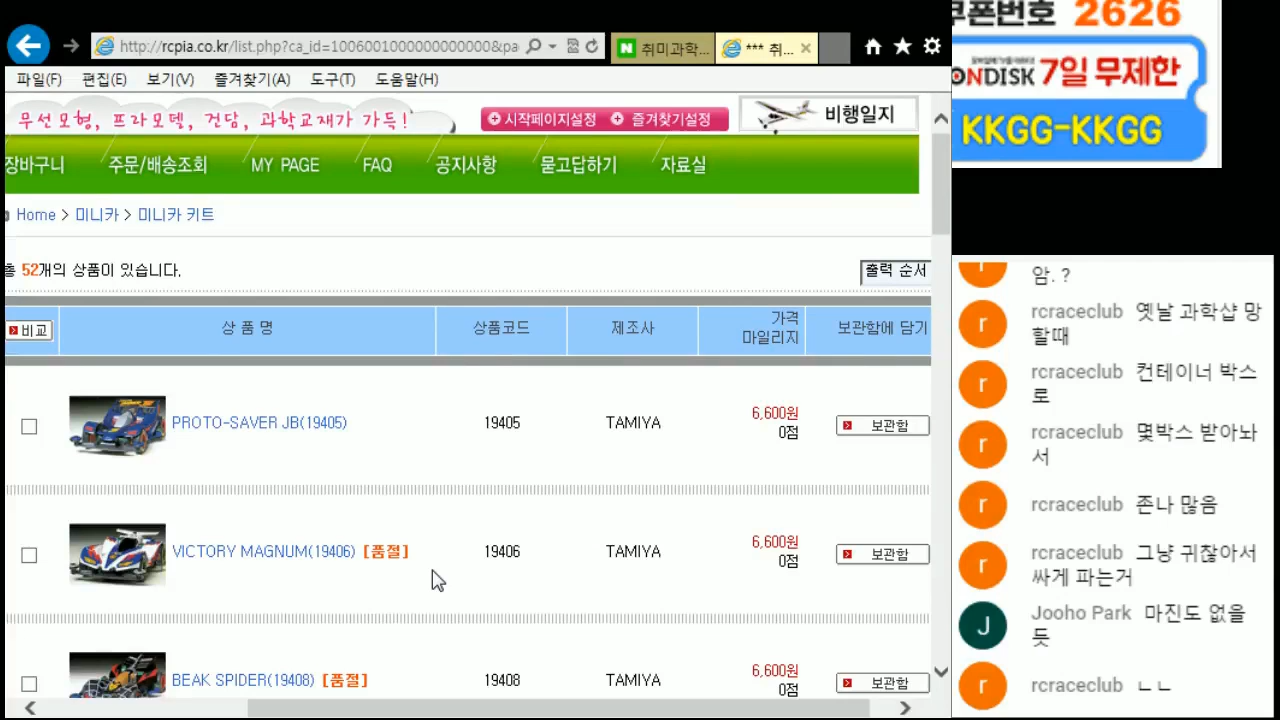 http://rcpia.co.kr/list.php?ca_id=1006001000000000000&pa
N 취미과학...
*** 취...
파일(F) 편집(E) 보기(V) 즐겨찾기(A) 도구(T) 도움말(H)
무선모형, 프라모델, 건담, 과학교재가 가득!
시작페이지설정 즐겨찾기설정
비행일지
장바구니 주문/배송조회 MY PAGE FAQ 공지사항 묻고답하기 자료실
Home > 미니카 > 미니카 키트
총 52개의 상품이 있습니다.
출력 순서
비교 상 품 명 상품코드 제조사 가격 보관함에 담기
마일리지
PROTO-SAVER JB(19405) 19405 TAMIYA 6,600원 보관함
0점
VICTORY MAGNUM(19406) [품절] 19406 TAMIYA 6,600원 보관함
0점
BEAK SPIDER(19408) [품절] 19408 TAMIYA 6,600원 보관함
0점
쿠폰번호 2626
ONDISK 7일 무제한
KKGG-KKGG
암. ?
rcraceclub 옛날 과학샵 망
할때
rcraceclub 컨테이너 박스
로
rcraceclub 몇박스 받아놔
서
rcraceclub 존나 많음
rcraceclub 그냥 귀찮아서
싸게 파는거
J Jooho Park 마진도 없을
듯
rcraceclub ㄴㄴ